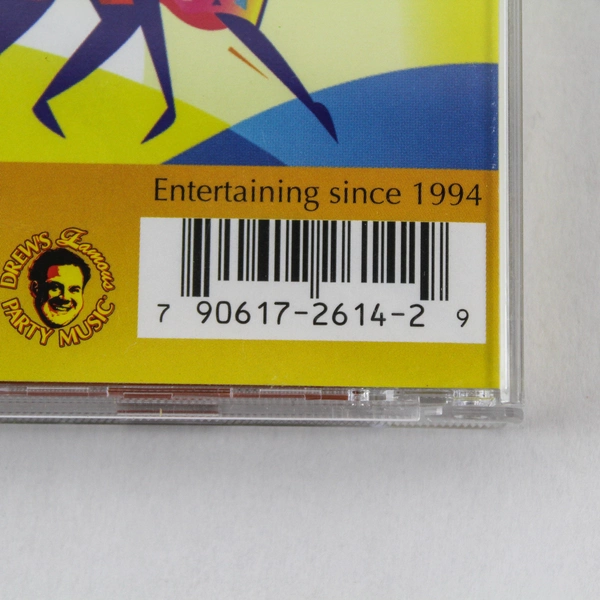 Entertaining since 1994
DREW'S Famous
PARTY MUSIC
7 90617-2614-2 9